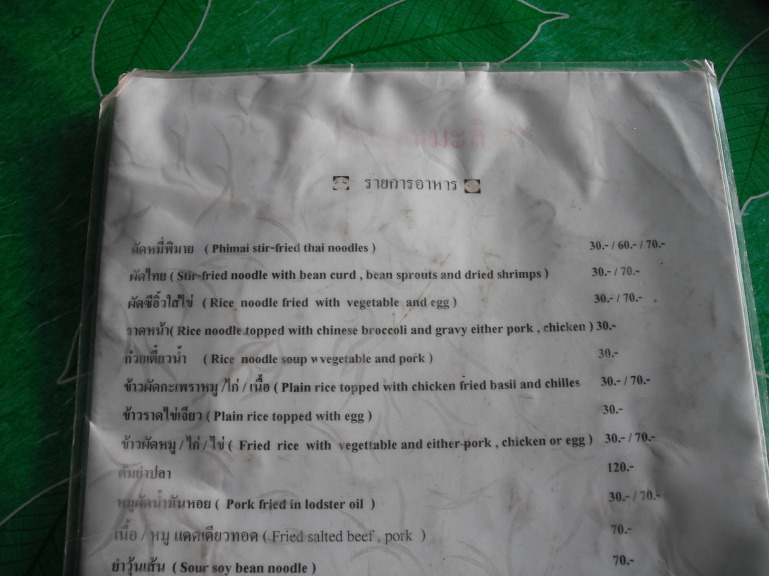 ** 
รายการอาหาร
ผัดหมี่พิมาย ( Phimai stir-fried thai noodles ) 30.- / 60.- / 70.-
ผัดไทย ( Stir-fried noodle with bean curd , bean sprouts and dried shrimps ) 30.- / 70.-
ผัดซีอิ้วใส่ไข่ ( Rice noodle fried with vegetable and egg ) 30.- / 70.-
ราดหน้า( Rice noodle topped with chinese broccoli and gravy either pork , chicken ) 30.-
ก๋วยเตี๋ยวน้ำ ( Rice noodle soup w vegetable and pork ) 30.-
ข้าวผัดกะเพราหมู /ไก่ / เนื้อ ( Plain rice topped with chicken fried basil and chilles 30.- / 70.-
ข้าวราดไข่เจียว ( Plain rice topped with egg ) 30.-
ข้าวผัดหมู / ไก่ / ไข่ ( Fried rice with vegettable and either pork , chicken or egg ) 30.- / 70.-
ต้มยำปลา 120.-
หมูผัดน้ำมันหอย ( Pork fried in lodster oil ) 30.- / 70.-
เนื้อ / หมู แดดเดียวทอด ( Fried salted beef , pork ) 70.-
ยำวุ้นเส้น ( Sour soy bean noodle ) 70.-